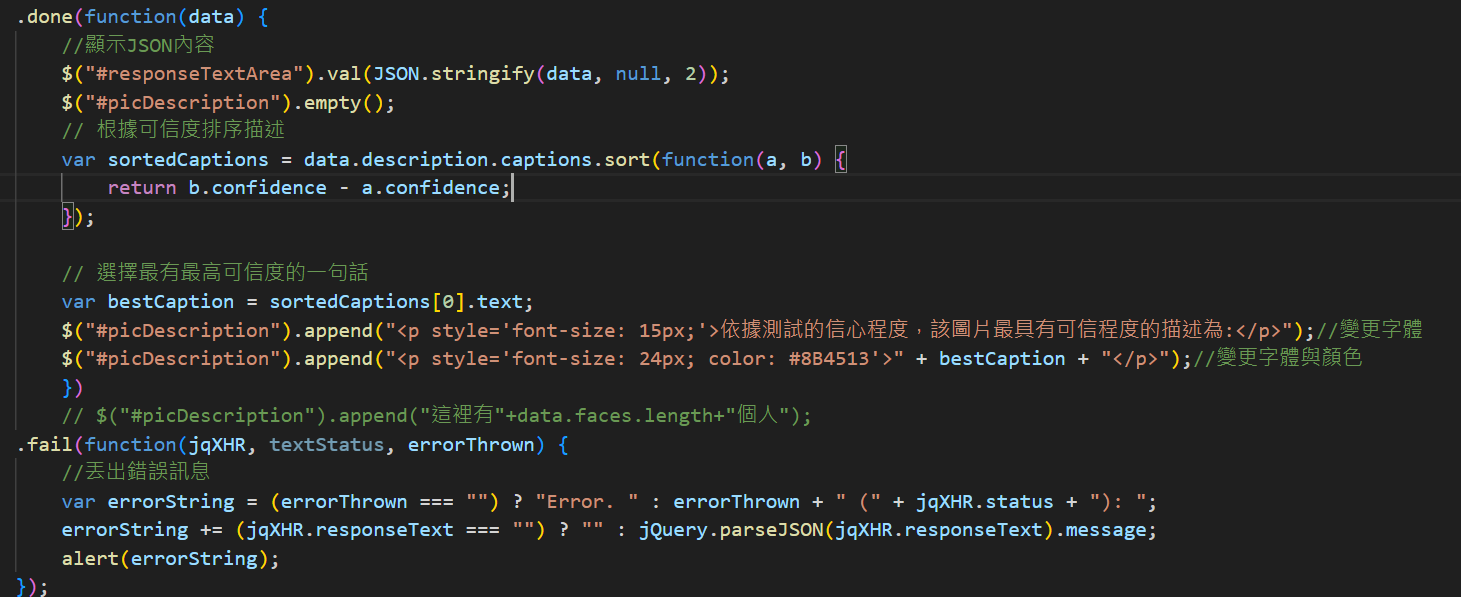 .done(function(data) {
//顯示JSON內容
$("#responseTextArea").val(JSON.stringify(data, null, 2));
$("#picDescription").empty();
// 根據可信度排序描述
var sortedCaptions = data.description.captions.sort(function(a, b) {
return b.confidence - a.confidence;
});
// 選擇最有最高可信度的一句話
var bestCaption = sortedCaptions[0].text;
$("#picDescription").append("<p style='font-size: 15px;'>依據測試的信心程度，該圖片最具有可信程度的描述為:</p>");//變更字體
$("#picDescription").append("<p style='font-size: 24px; color: #8B4513'>" + bestCaption + "</p>");//變更字體與顏色
})
// $("#picDescription").append("這裡有"+data.faces.length+"個人");
.fail(function(jqXHR, textStatus, errorThrown) {
//丟出錯誤訊息
var errorString = (errorThrown === "") ? "Error. " : errorThrown + " (" + jqXHR.status + "): ";
errorString += (jqXHR.responseText === "") ? "" : jQuery.parseJSON(jqXHR.responseText).message;
alert(errorString);
});